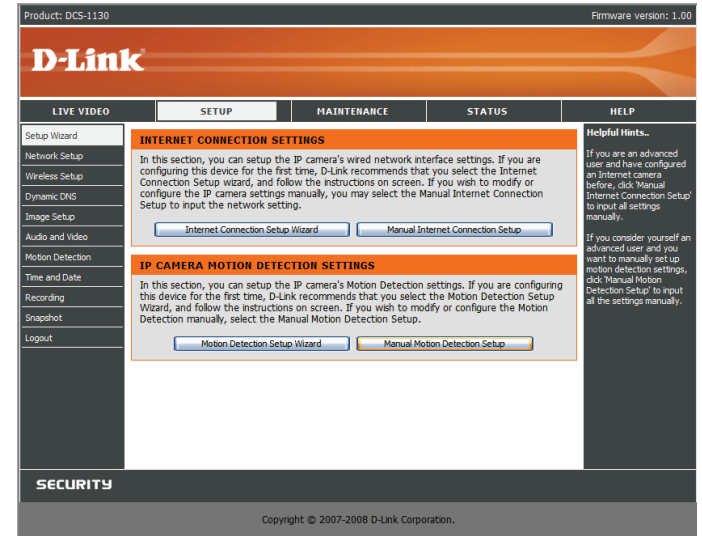 Product: DCS-1130
Firmware version: 1.00
D-Link
LIVE VIDEO
SETUP
MAINTENANCE
STATUS
HELP
Setup Wizard
Network Setup
Wireless Setup
Dynamic DNS
Image Setup
Audio and Video
Motion Detection
Time and Date
Recording
Snapshot
Logout
INTERNET CONNECTION SETTINGS
In this section, you can setup the IP camera's wired network interface settings. If you are
configuring this device for the first time, D-Link recommends that you select the Internet
Connection Setup wizard, and follow the instructions on screen. If you wish to modify or
configure the IP camera settings manually, you may select the Manual Internet Connection
Setup to input the network setting.
Internet Connection Setup Wizard
Manual Internet Connection Setup
IP CAMERA MOTION DETECTION SETTINGS
In this section, you can setup the IP camera's Motion Detection settings. If you are configuring
this device for the first time, D-Link recommends that you select the Motion Detection Setup
Wizard, and follow the instructions on screen. If you wish to modify or configure the Motion
Detection manually, select the Manual Motion Detection Setup.
Motion Detection Setup Wizard
Manual Motion Detection Setup
Helpful Hints..
If you are an advanced
user and have configured
an Internet camera
before, click 'Manual
Internet Connection Setup'
to input all settings
manually.
If you consider yourself an
advanced user and you
want to manually set up
motion detection settings,
click 'Manual Motion
Detection Setup' to input
all the settings manually.
SECURITY
Copyright © 2007-2008 D-Link Corporation.